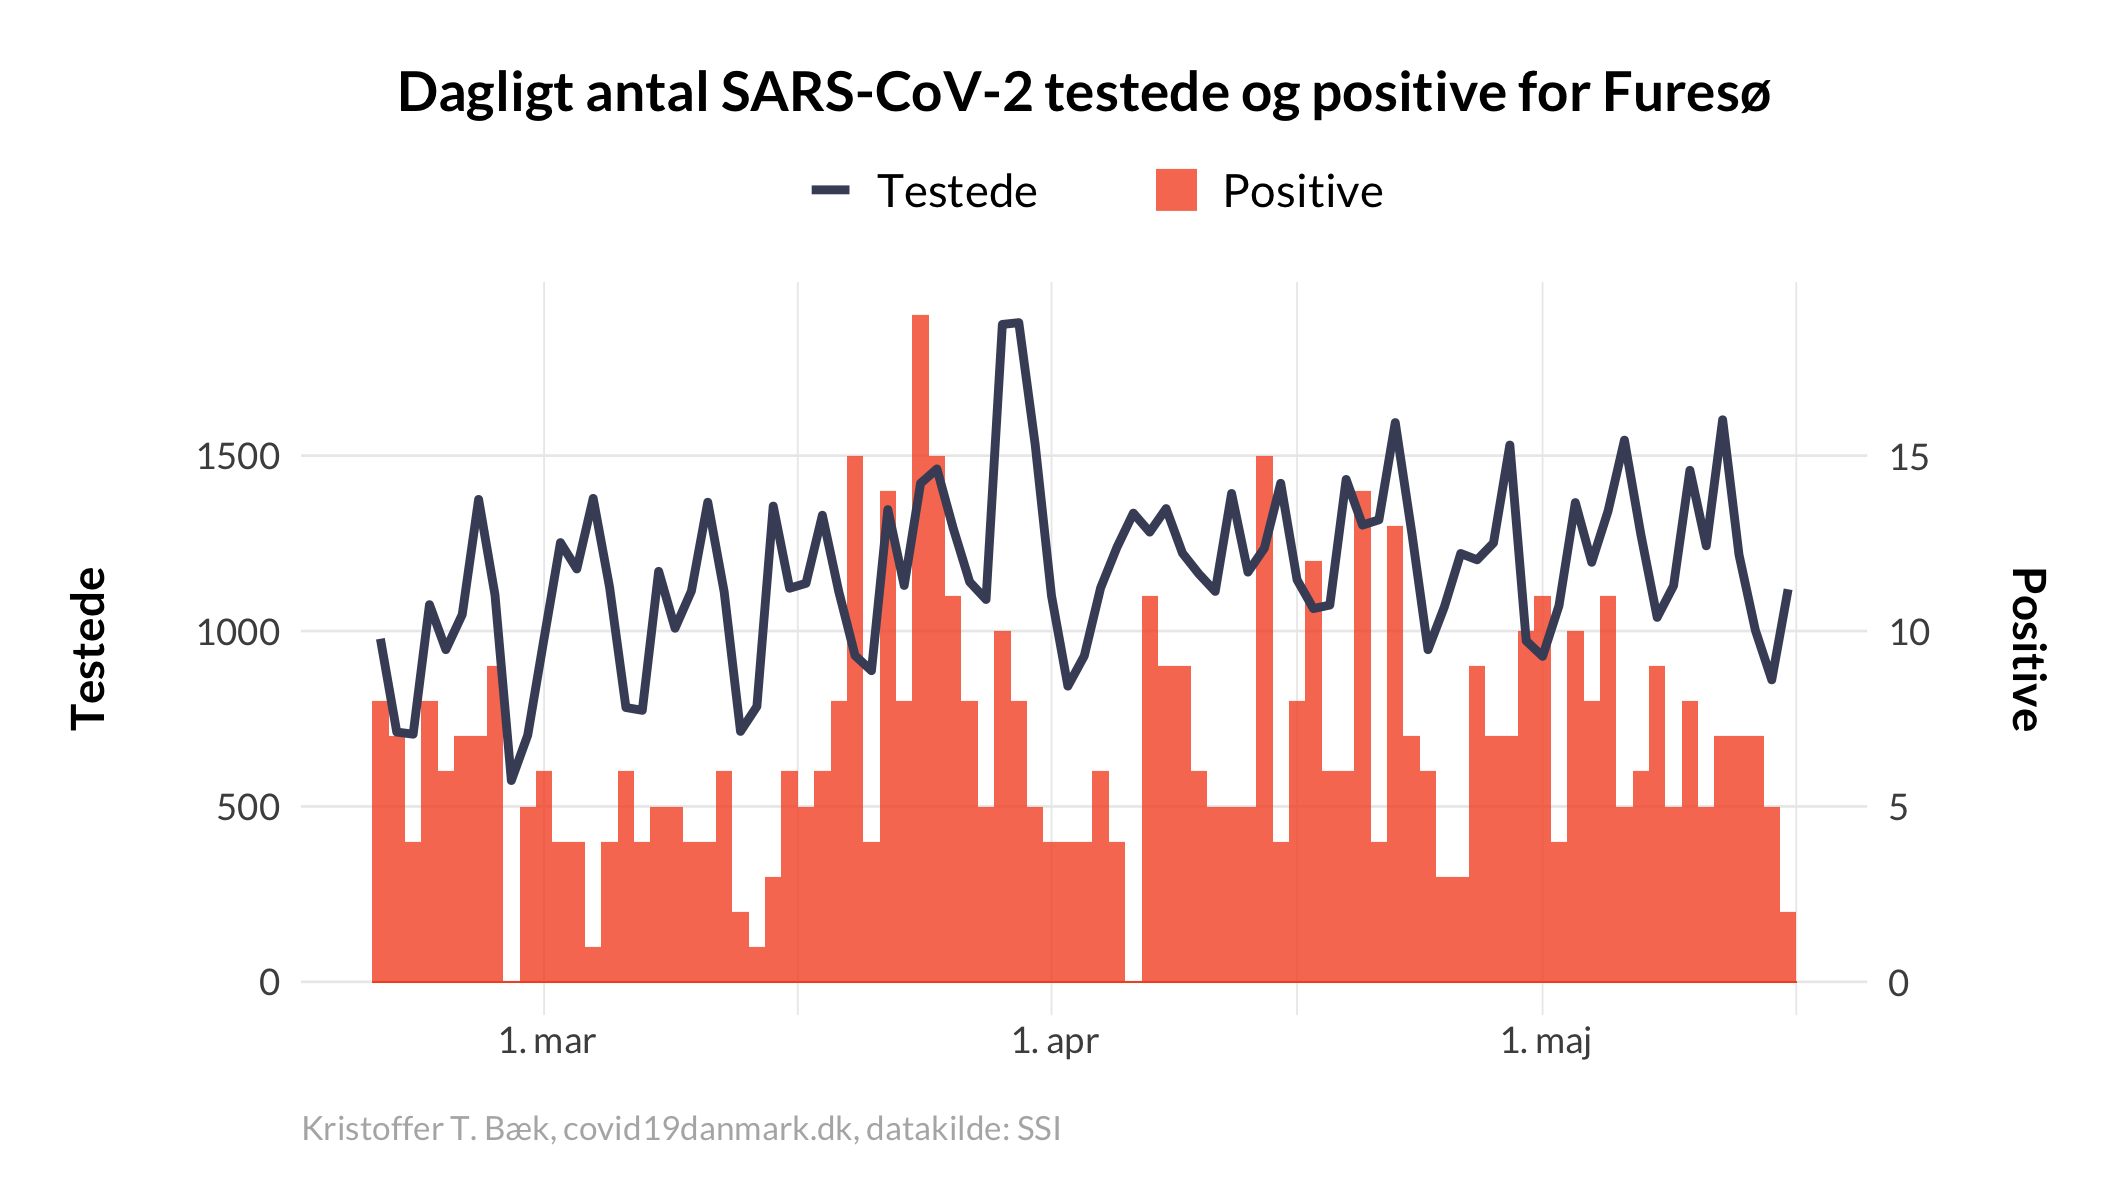 Dagligt antal SARS-CoV-2 testede og positive for Furesø
Testede Positive
1500 15
1000 10
500 5
0 0
Testede
Positive
1. mar 1. apr 1. maj
Kristoffer T. Bæk, covid19danmark.dk, datakilde: SSI